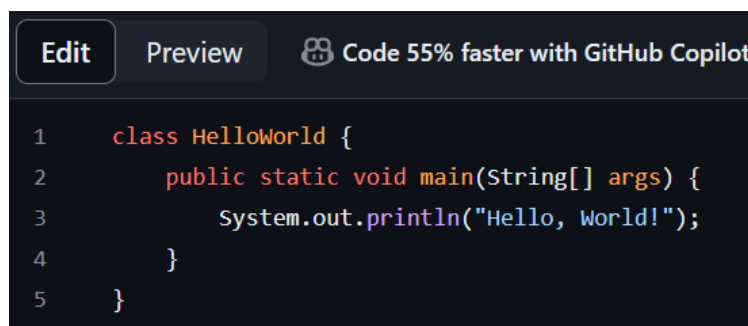 Edit Preview Code 55% faster with GitHub Copilot
1 class HelloWorld {
2     public static void main(String[] args) {
3         System.out.println("Hello, World!");
4     }
5 }